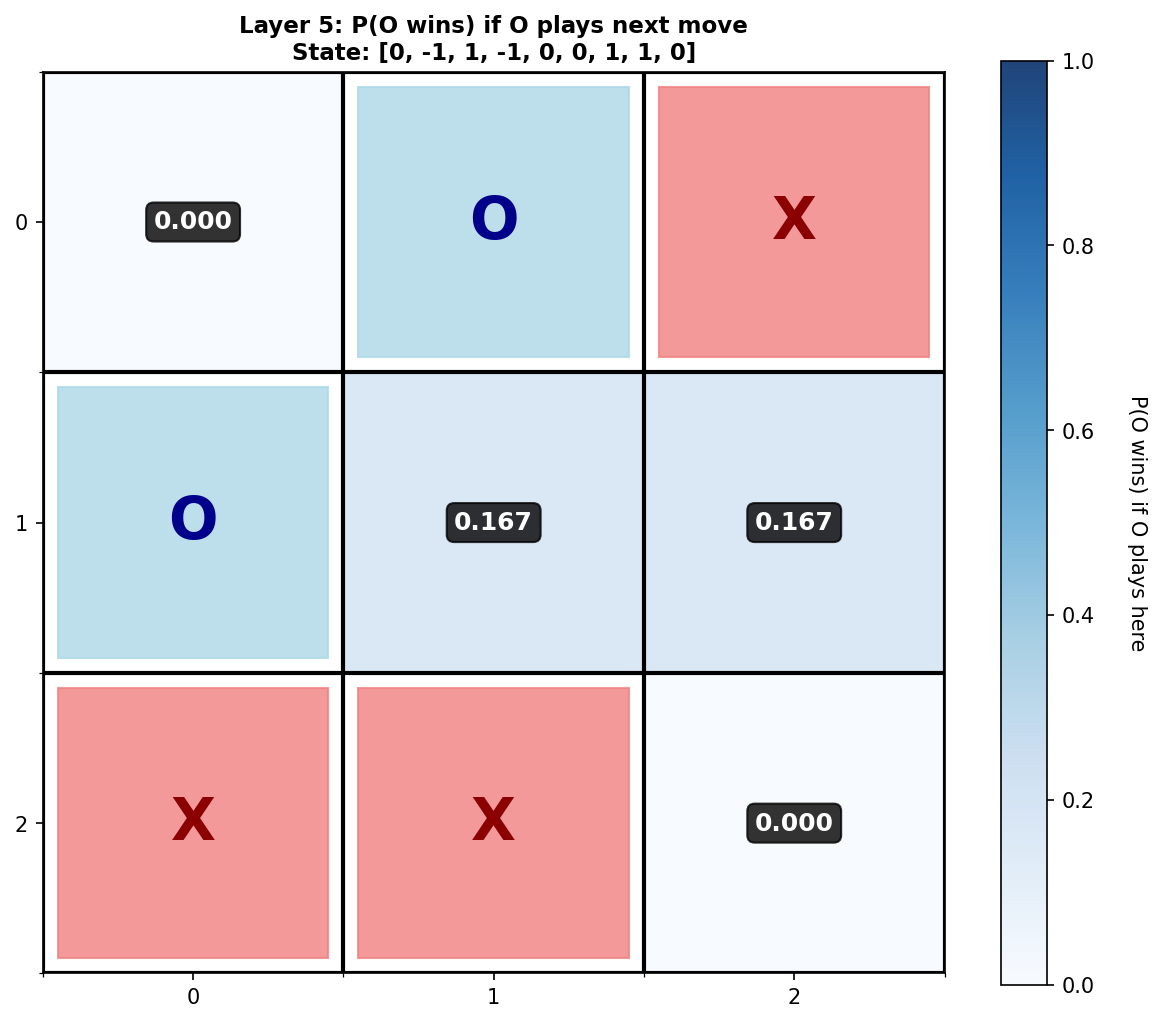 Layer 5: P(O wins) if O plays next move
State: [0, -1, 1, -1, 0, 0, 1, 1, 0]
0
0.000
O
X
1
O
0.167
0.167
2
X
X
0.000
0
1
2
1.0
0.8
0.6
0.4
0.2
0.0
P(O wins) if O plays here